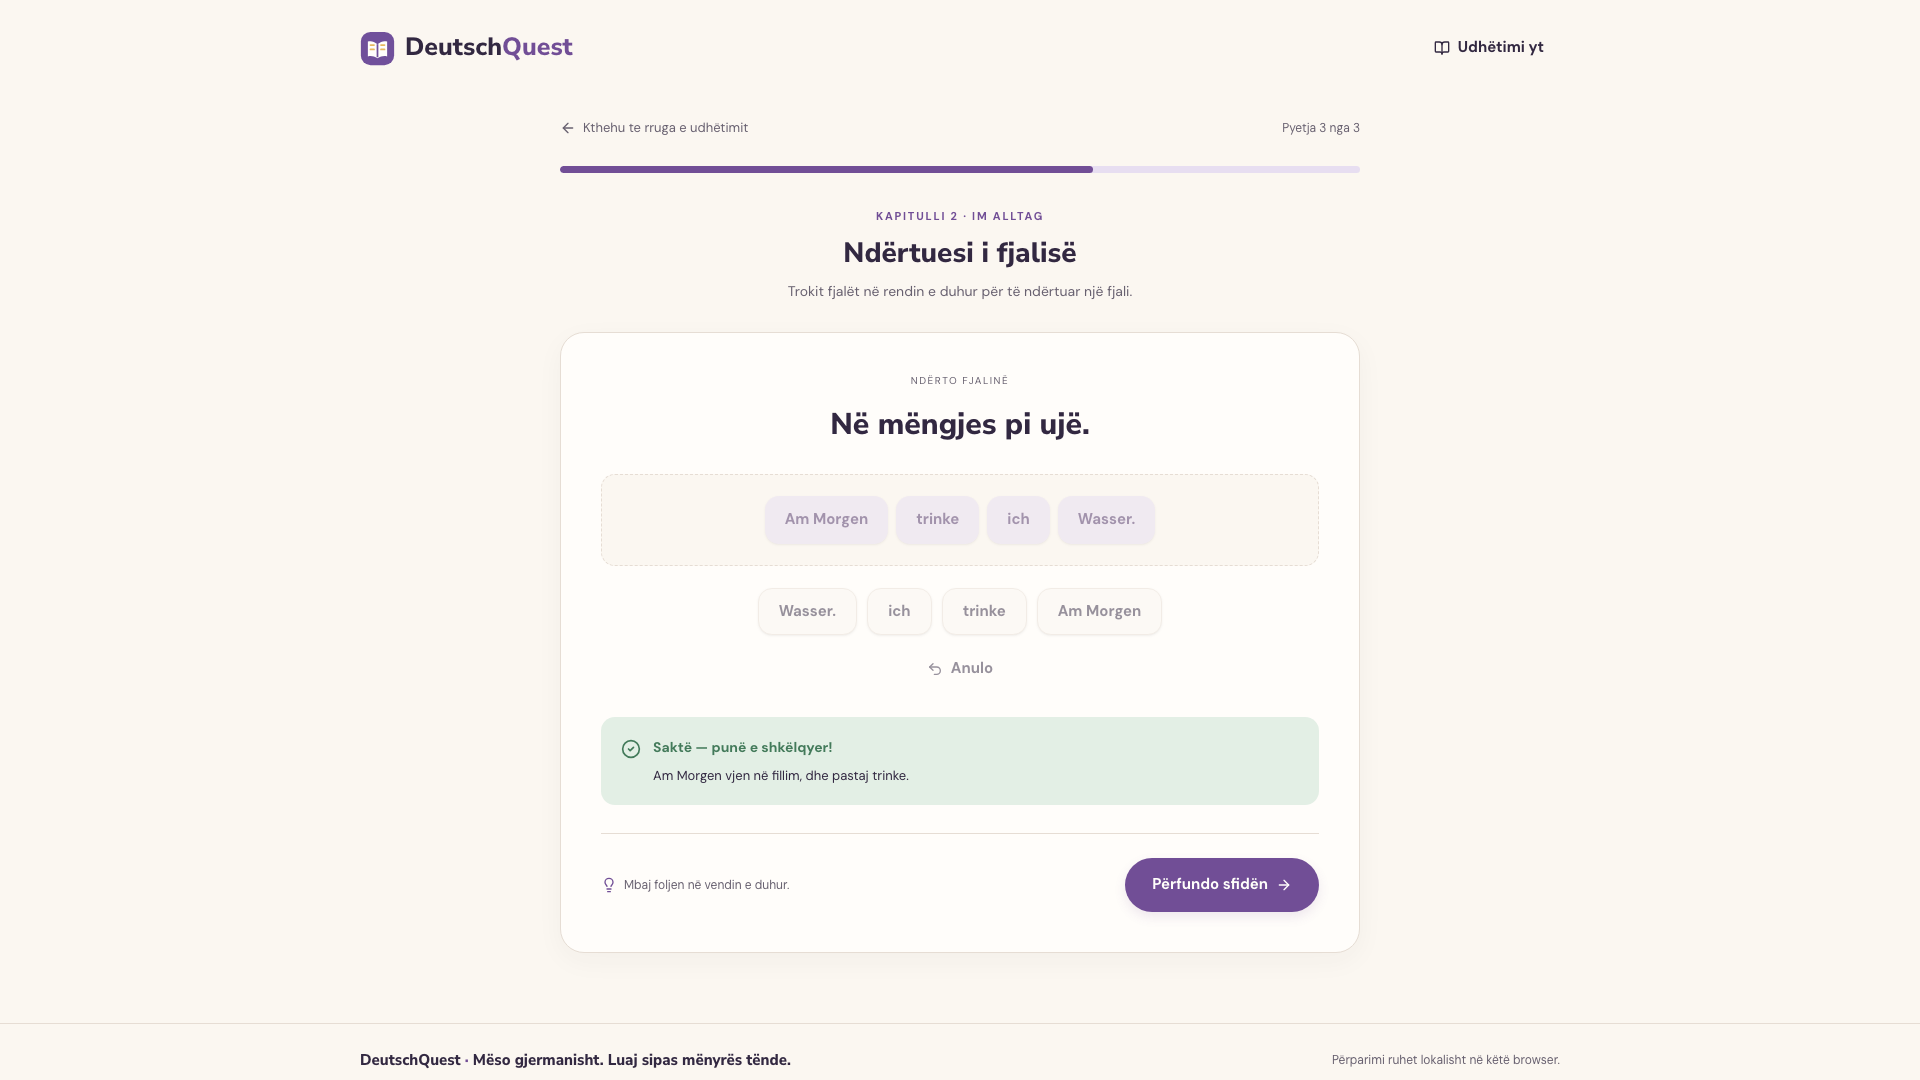 DeutschQuest
Udhëtimi yt
Kthehu te rruga e udhëtimit
Pyetja 3 nga 3
KAPITULLI 2 · IM ALLTAG
Ndërtuesi i fjalisë
Trokit fjalët në rendin e duhur për të ndërtuar një fjali.
NDËRTO FJALINË
Në mëngjes pi ujë.
Am Morgen trinke ich Wasser.
Wasser. ich trinke Am Morgen
Anulo
Saktë — punë e shkëlqyer!
Am Morgen vjen në fillim, dhe pastaj trinke.
Mbaj foljen në vendin e duhur.
Përfundo sfidën
DeutschQuest · Mëso gjermanisht. Luaj sipas mënyrës tënde.
Përparimi ruhet lokalisht në këtë browser.